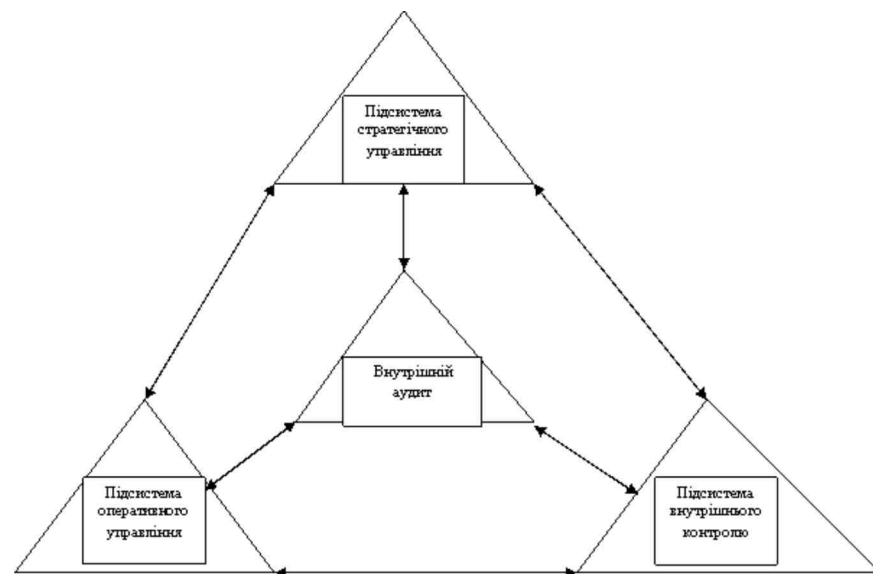 Підсистема
стратегічного
управління
Внутрішній
аудит
Підсистема
оперативного
управління
Підсистема
внутрішнього
контролю